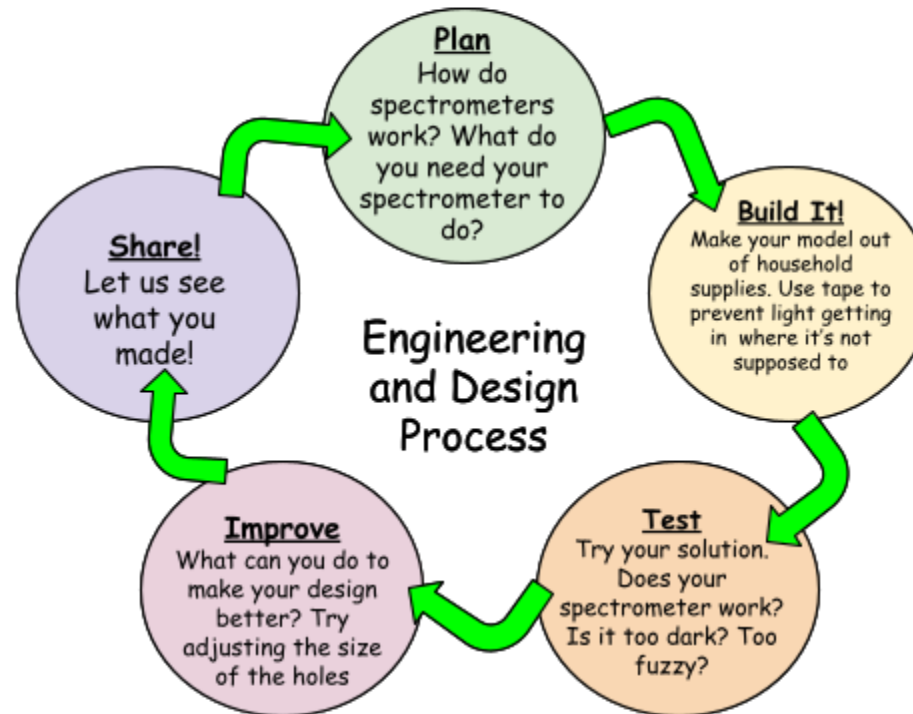 Plan
How do
spectrometers
work? What do
you need your
spectrometer to
do?
Build It!
Make your model out
of household
supplies. Use tape to
prevent light getting
in where it's not
supposed to
Test
Try your solution.
Does your
spectrometer work?
Is it too dark? Too
fuzzy?
Improve
What can you do to
make your design
better? Try
adjusting the size
of the holes
Share!
Let us see
what you
made!
Engineering
and Design
Process